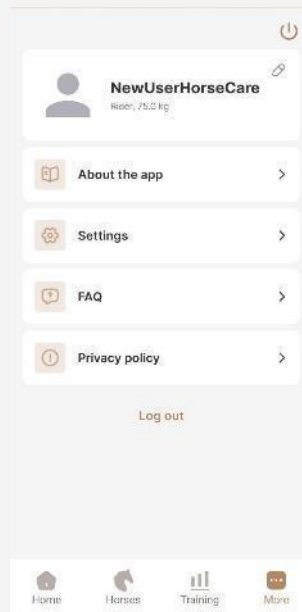 NewUserHorseCare
Rider, 75.0 kg
About the app
Settings
FAQ
Privacy policy
Log out
Home
Horses
Training
More